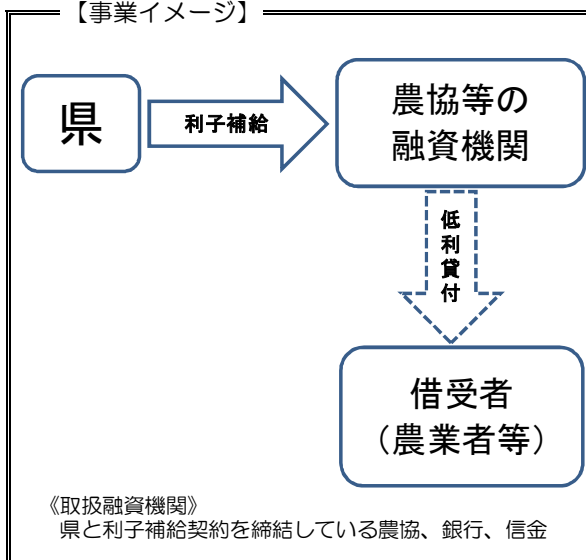 【事業イメージ】
県
利子補給
農協等の
融資機関
低利貸付
借受者
（農業者等）
《取扱融資機関》
県と利子補給契約を締結している農協、銀行、信金